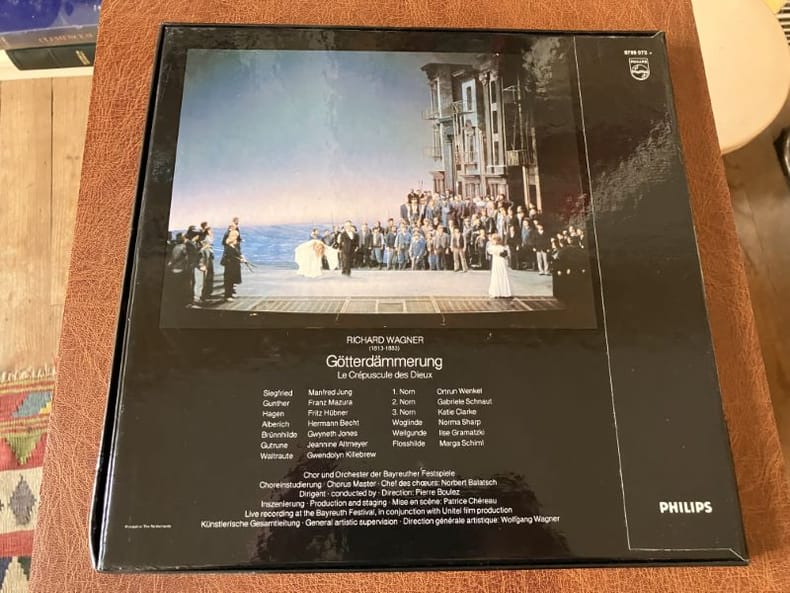 6769 073
PHILIPS
RICHARD WAGNER
(1813-1883)
Götterdämmerung
Le Crépuscule des Dieux
Siegfried Manfred Jung 1. Norn Ortrun Wenkel
Gunther Franz Mazura 2. Norn Gabriele Schnaut
Hagen Fritz Hübner 3. Norn Katie Clarke
Alberich Hermann Becht Woglinde Norma Sharp
Brünnhilde Gwyneth Jones Wellgunde Ilse Gramatzki
Gutrune Jeannine Altmeyer Flosshilde Marga Schiml
Waltraute Gwendolyn Killebrew
Chor und Orchester der Bayreuther Festspiele
Choreinstudierung · Chorus Master · Chef des chœurs: Norbert Balatsch
Dirigent · conducted by · Direction: Pierre Boulez
Inszenierung · Production and staging · Mise en scène: Patrice Chéreau
Live recording at the Bayreuth Festival, in conjunction with Unitel film production
Künstlerische Gesamtleitung · General artistic supervision · Direction générale artistique: Wolfgang Wagner
Printed in The Netherlands
PHILIPS